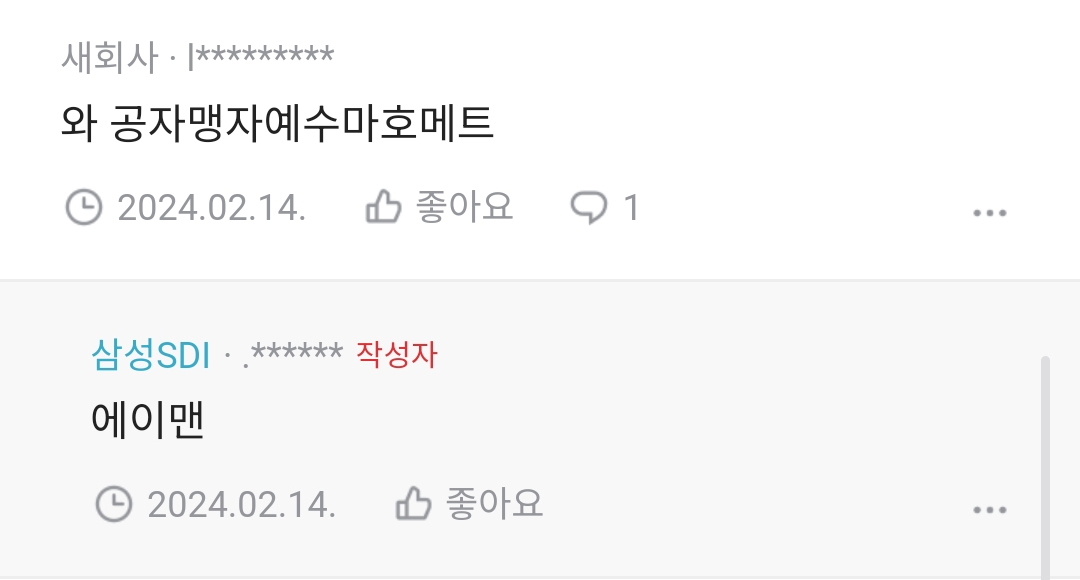 새회사 · l*********
와 공자맹자예수마호메트
2024.02.14. 좋아요 1
삼성SDI · .****** 작성자
에이맨
2024.02.14. 좋아요